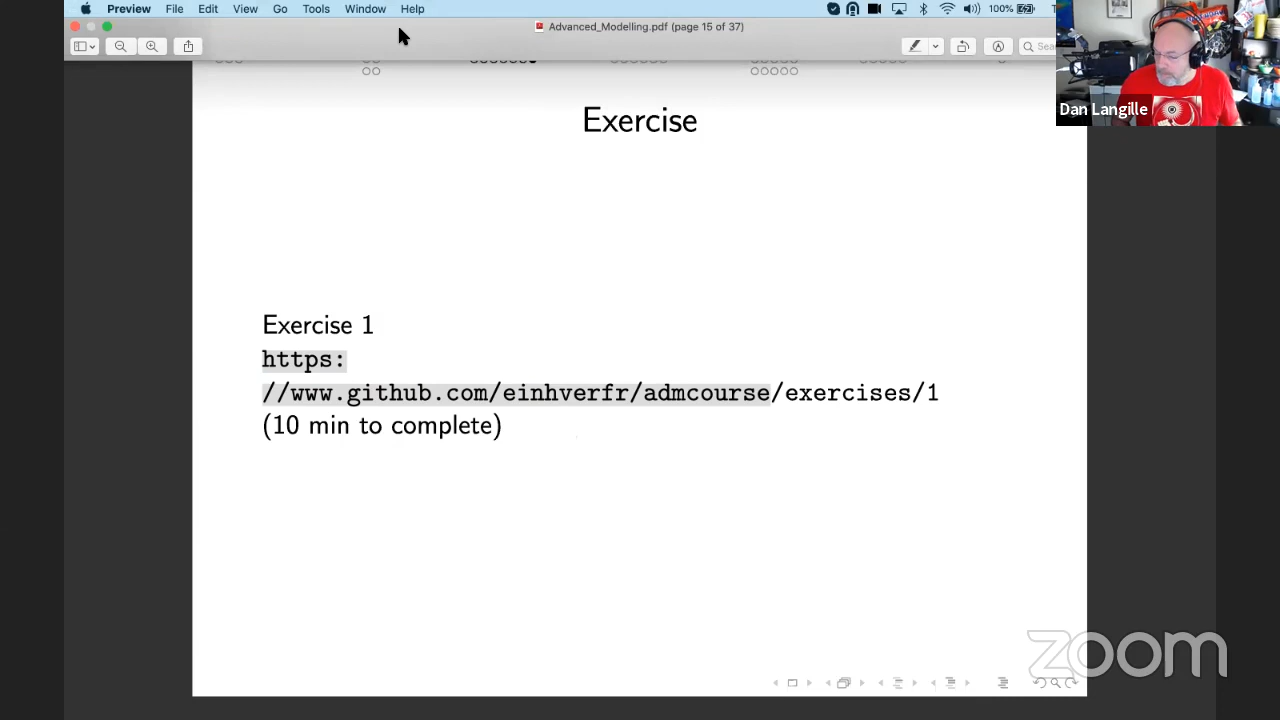 Preview File Edit View Go Tools Window Help 100%
Advanced_Modelling.pdf (page 15 of 37)
Dan Langille
Exercise
Exercise 1
https:
//www.github.com/einhverfr/admcourse/exercises/1
(10 min to complete)
zoom